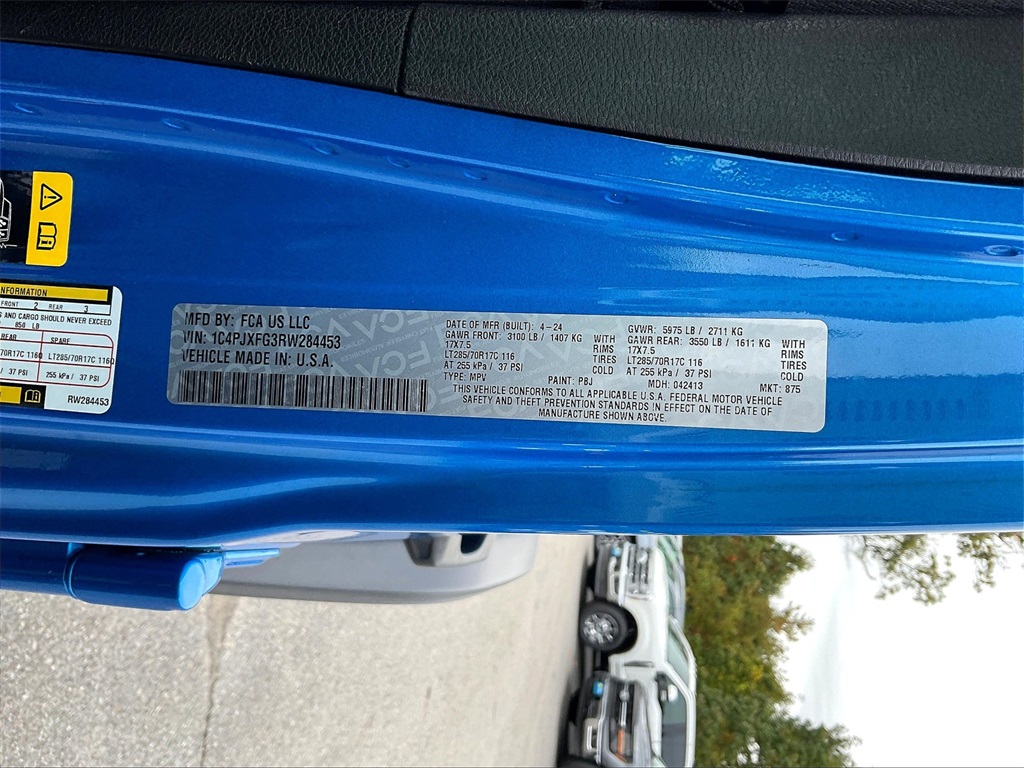 NFORMATION
FRONT 2 REAR 3
S AND CARGO SHOULD NEVER EXCEED
850 LB
REAR SPARE
70R17C 116Q LT285/70R17C 116Q
/ 37 PSI 255 kPa / 37 PSI
RW284453
MFD BY: FCA US LLC
VIN: 1C4PJXFG3RW284453
VEHICLE MADE IN: U.S.A.
DATE OF MFR (BUILT): 4-24
GAWR FRONT: 3100 LB / 1407 KG WITH
17X7.5 RIMS
LT285/70R17C 116 TIRES
AT 255 kPa / 37 PSI COLD
TYPE: MPV PAINT: PBJ
GVWR: 5975 LB / 2711 KG
GAWR REAR: 3550 LB / 1611 KG WITH
17X7.5 RIMS
LT285/70R17C 116 TIRES
AT 255 kPa / 37 PSI COLD
MDH: 042413 MKT: 875
THIS VEHICLE CONFORMS TO ALL APPLICABLE U.S.A. FEDERAL MOTOR VEHICLE
SAFETY AND THEFT PREVENTION STANDARDS IN EFFECT ON THE DATE OF
MANUFACTURE SHOWN ABOVE.